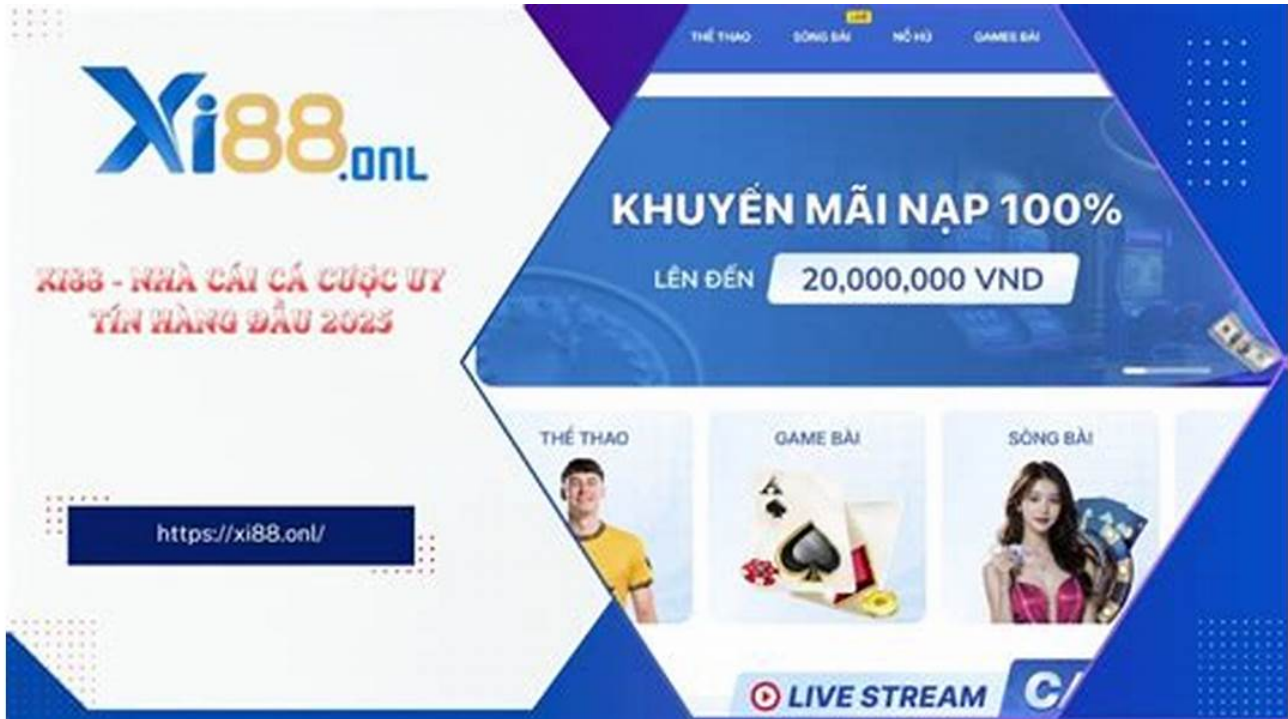 Xi88.onl
XI88 - NHÀ CÁI CÁ CƯỢC UY
TÍN HÀNG ĐẦU 2025
https://xi88.onl/
LIVE
THỂ THAO SÒNG BÀI NỔ HŨ GAMES BÀI
KHUYẾN MÃI NẠP 100%
LÊN ĐẾN 20,000,000 VND
THỂ THAO GAME BÀI SÒNG BÀI
A
LIVE STREAM